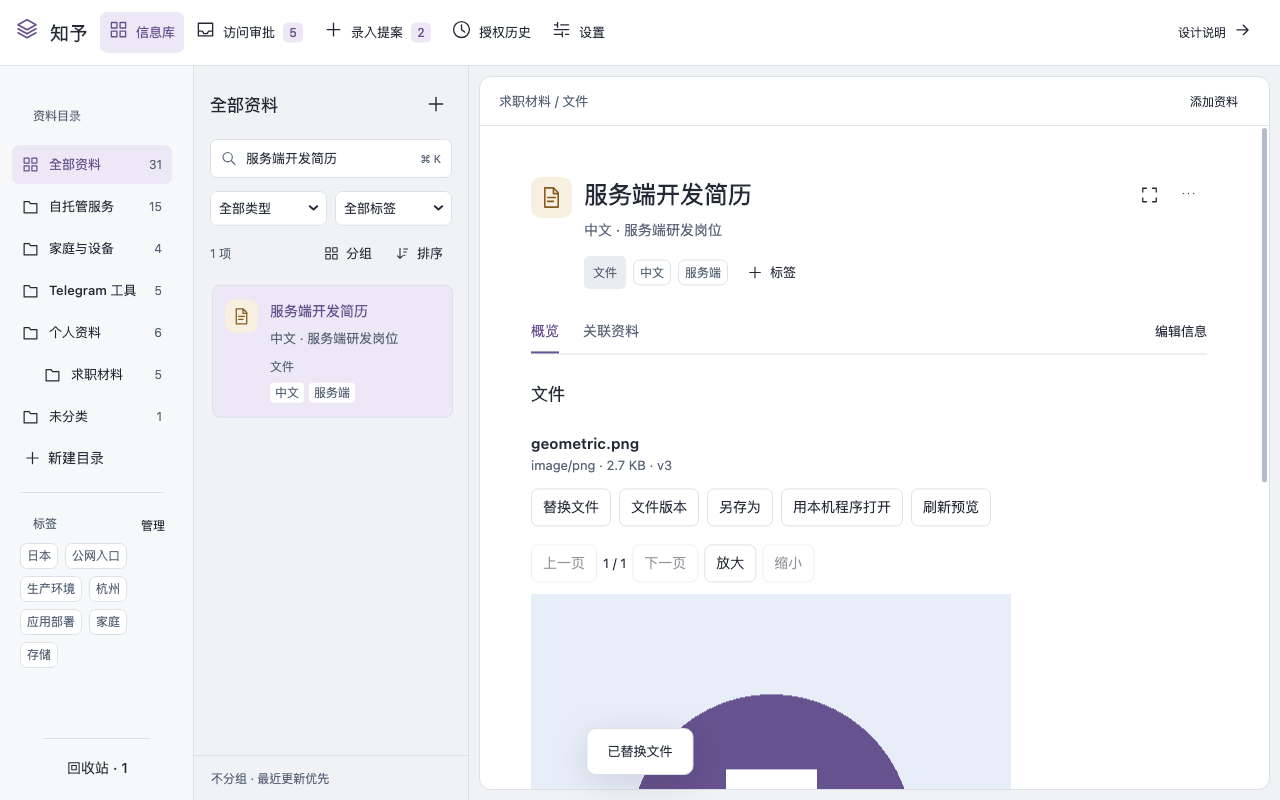 知予
信息库
访问审批 5
录入提案 2
授权历史
设置
设计说明
资料目录
全部资料 31
自托管服务 15
家庭与设备 4
Telegram 工具 5
个人资料 6
求职材料 5
未分类 1
新建目录
标签 管理
日本 公网入口
生产环境 杭州
应用部署 家庭
存储
回收站 · 1
全部资料
服务端开发简历 ⌘ K
全部类型 全部标签
1 项 分组 排序
服务端开发简历
中文 · 服务端研发岗位
文件
中文 服务端
不分组 · 最近更新优先
求职材料 / 文件 添加资料
服务端开发简历 ···
中文 · 服务端研发岗位
文件 中文 服务端 标签
概览 关联资料 编辑信息
文件
geometric.png
image/png · 2.7 KB · v3
替换文件 文件版本 另存为 用本机程序打开 刷新预览
上一页 1 / 1 下一页 放大 缩小
已替换文件